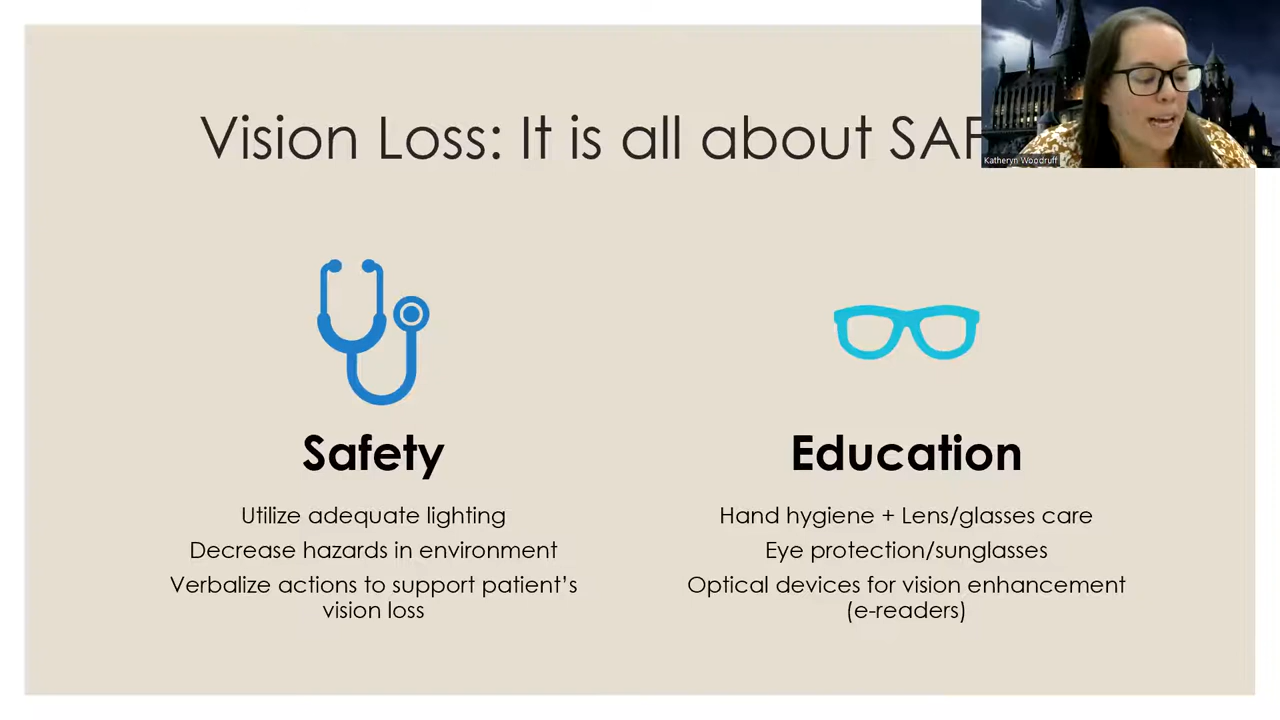 Vision Loss: It is all about SAF
Katheryn Woodruff
Safety
Utilize adequate lighting
Decrease hazards in environment
Verbalize actions to support patient’s
vision loss
Education
Hand hygiene + Lens/glasses care
Eye protection/sunglasses
Optical devices for vision enhancement
(e-readers)